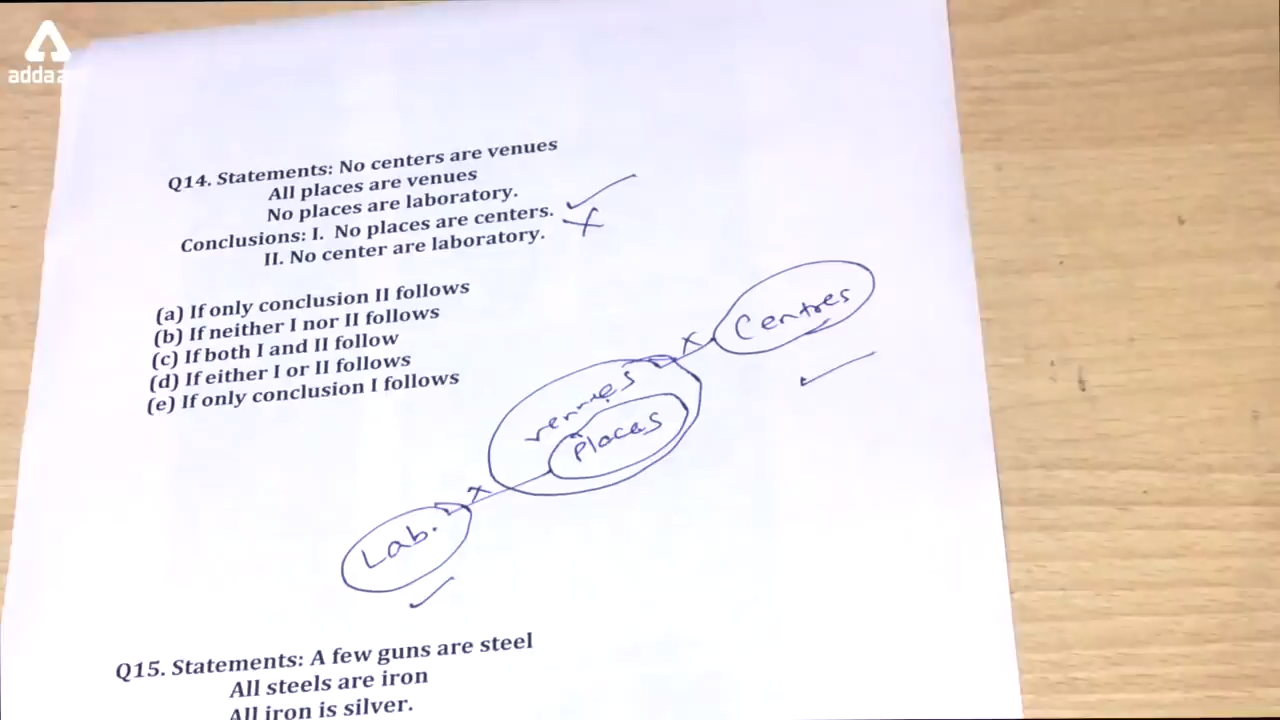 adda
Q14. Statements: No centers are venues
All places are venues
No places are laboratory.
Conclusions: I. No places are centers.
II. No center are laboratory.
(a) If only conclusion II follows
(b) If neither I nor II follows
(c) If both I and II follow
(d) If either I or II follows
(e) If only conclusion I follows
Centres
venues
Places
Lab.
Q15. Statements: A few guns are steel
All steels are iron
All iron is silver.